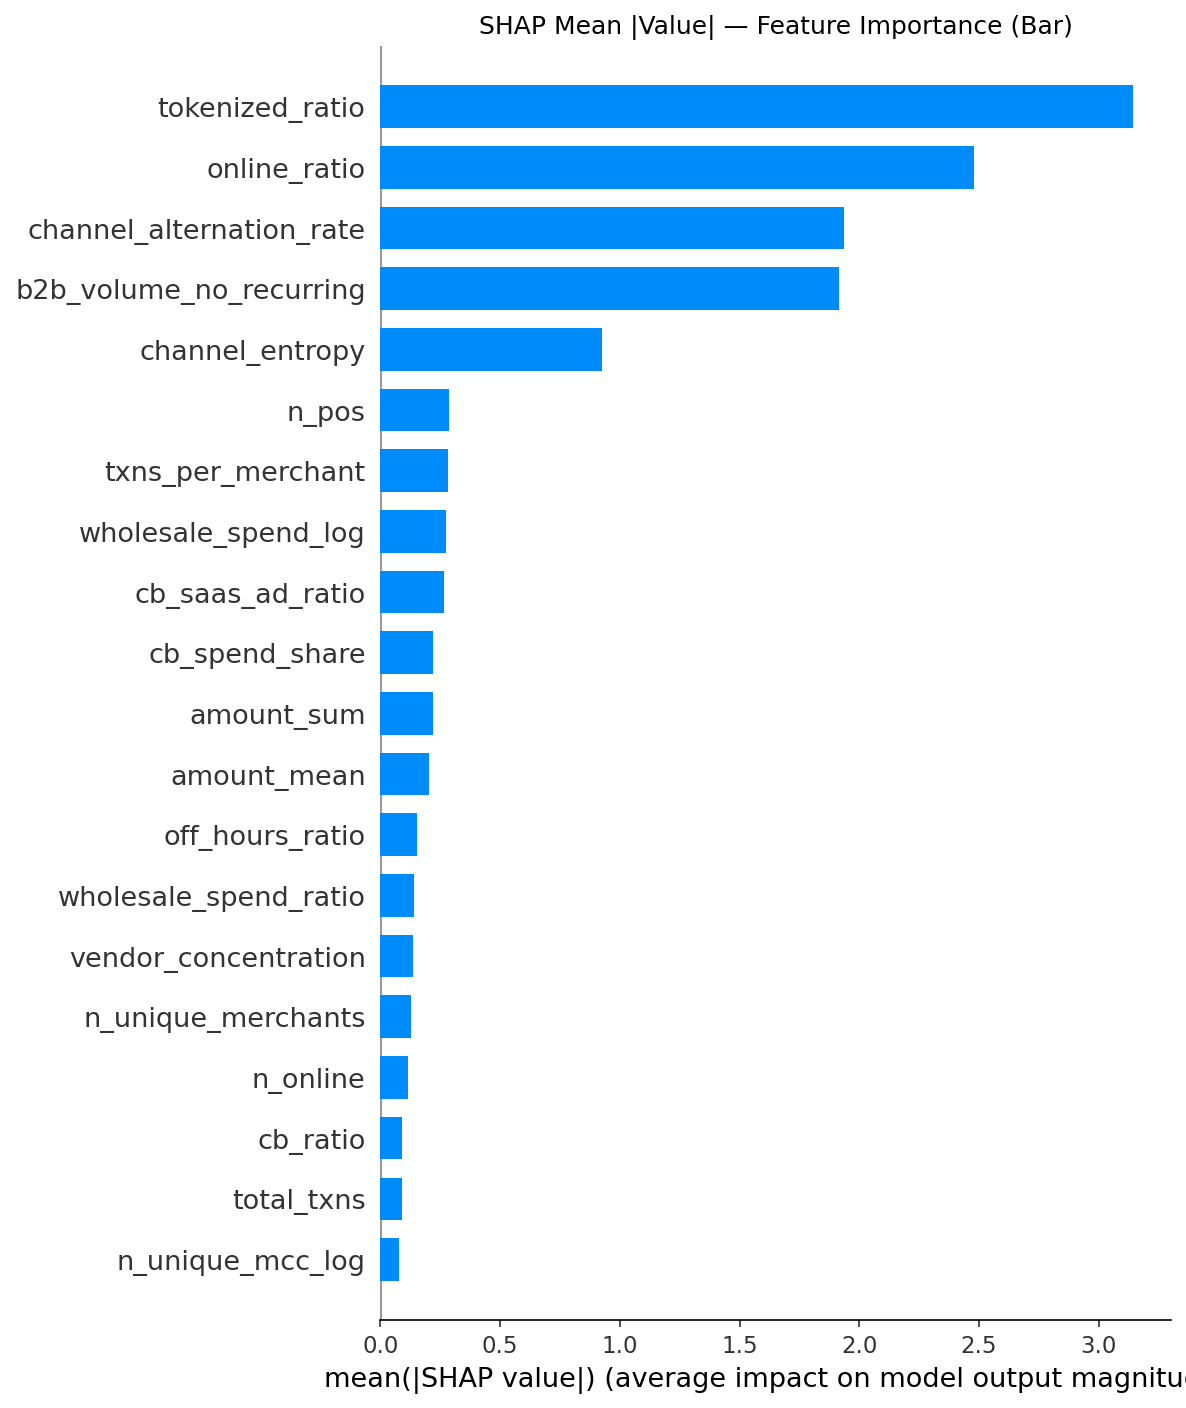 SHAP Mean |Value| — Feature Importance (Bar)
tokenized_ratio
online_ratio
channel_alternation_rate
b2b_volume_no_recurring
channel_entropy
n_pos
txns_per_merchant
wholesale_spend_log
cb_saas_ad_ratio
cb_spend_share
amount_sum
amount_mean
off_hours_ratio
wholesale_spend_ratio
vendor_concentration
n_unique_merchants
n_online
cb_ratio
total_txns
n_unique_mcc_log
0.0 0.5 1.0 1.5 2.0 2.5 3.0
mean(|SHAP value|) (average impact on model output magnitu